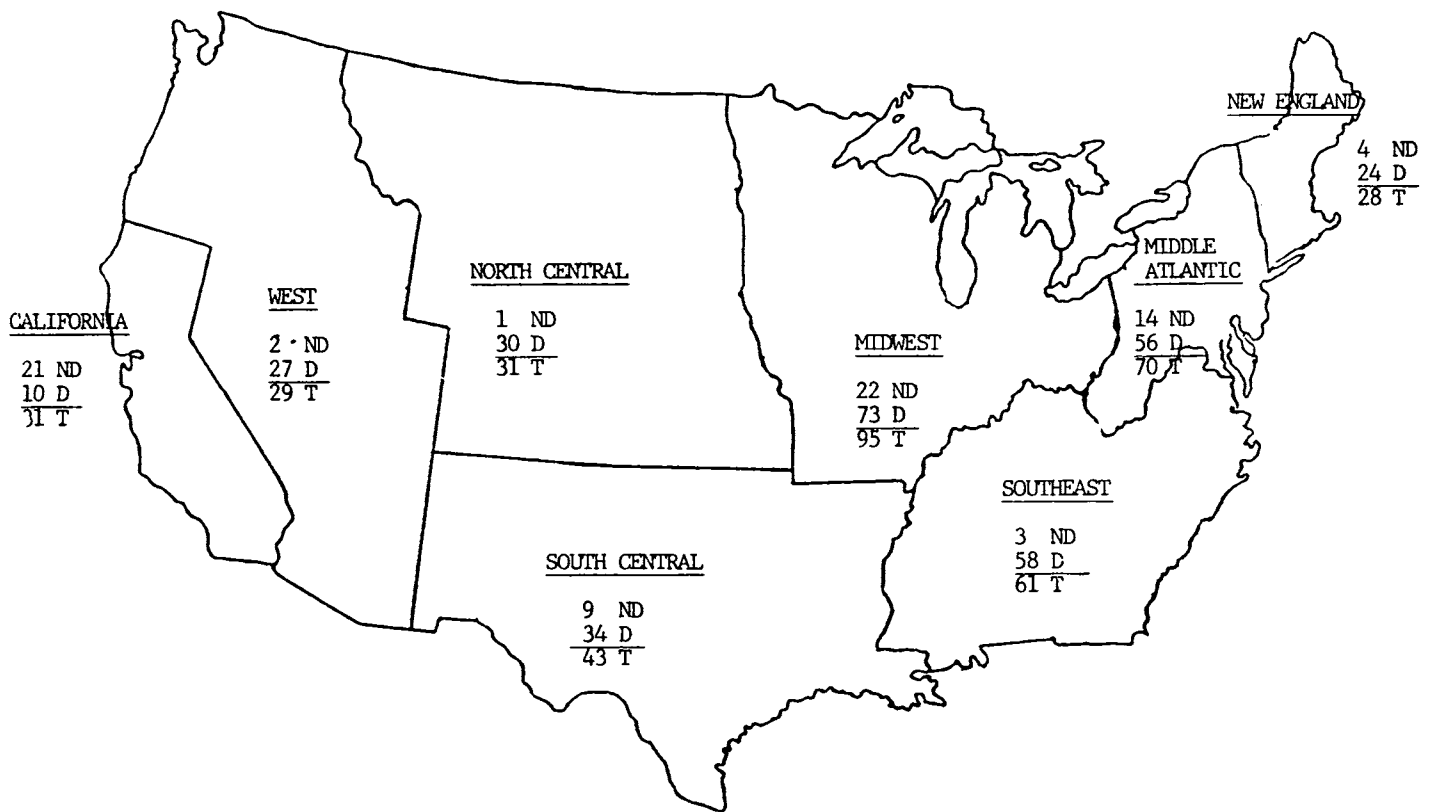 NEW ENGLAND
4 ND
24 D
28 T
MIDDLE
ATLANTIC
14 ND
56 D
70 T
NORTH CENTRAL
1 ND
30 D
31 T
WEST
2 ND
27 D
29 T
CALIFORNIA
21 ND
10 D
31 T
MIDWEST
22 ND
73 D
95 T
SOUTHEAST
3 ND
58 D
61 T
SOUTH CENTRAL
9 ND
34 D
43 T